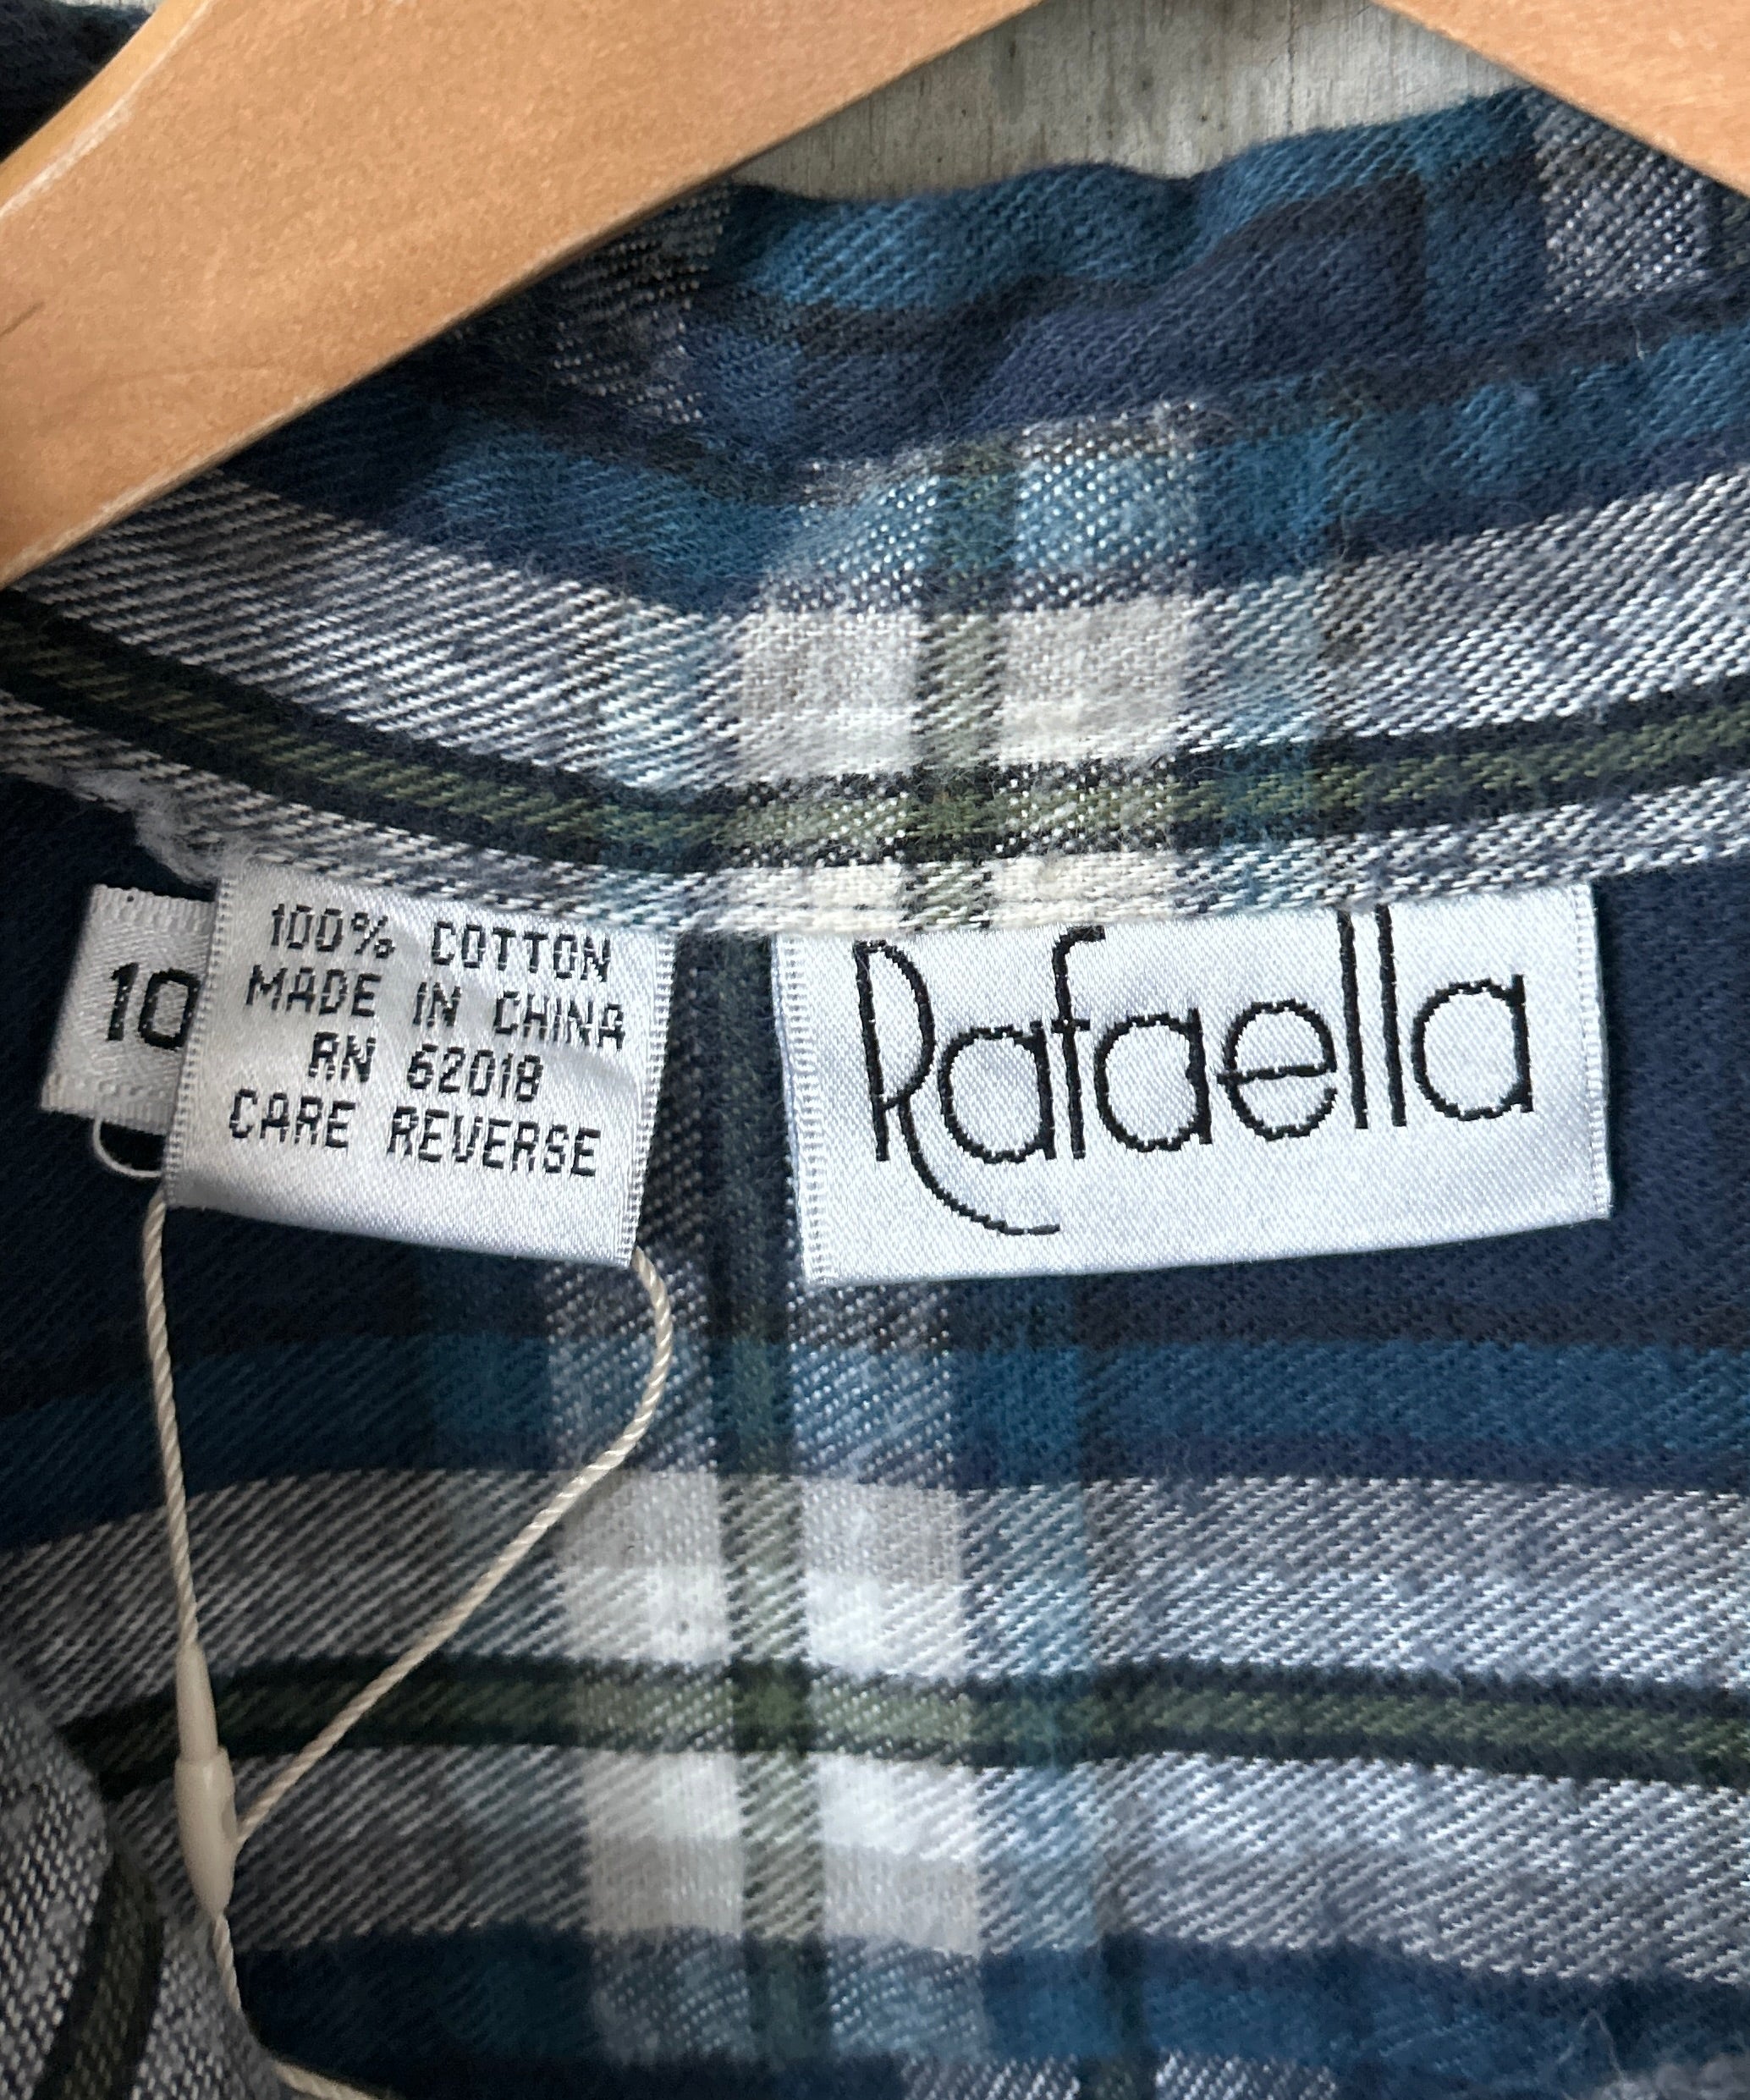 10
100% COTTON
MADE IN CHINA
RN 62018
CARE REVERSE
Rafaella